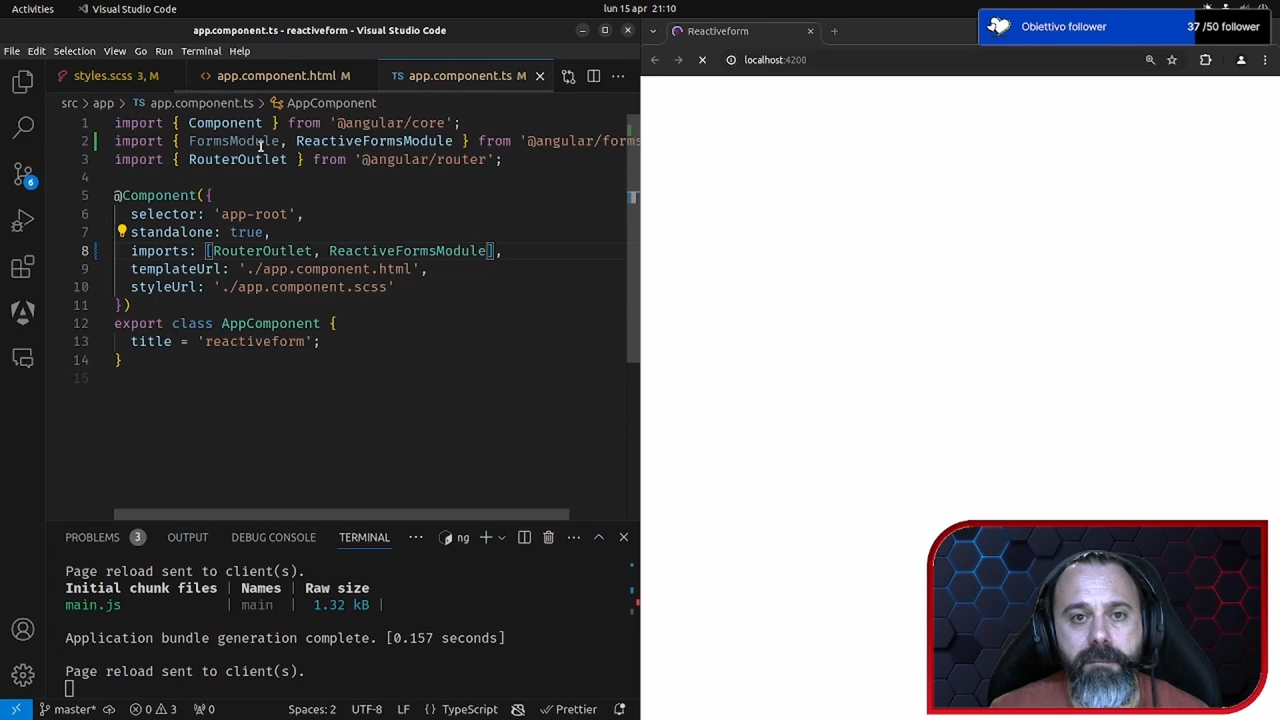 Activities
Visual Studio Code
lun 15 apr 21:10
Obiettivo follower
37 /50 follower
app.component.ts - reactiveform - Visual Studio Code
File Edit Selection View Go Run Terminal Help
styles.scss 3, M
<> app.component.html M
TS app.component.ts M
src > app > TS app.component.ts > AppComponent
1 import { Component } from '@angular/core';
2 import { FormsModule, ReactiveFormsModule } from '@angular/forms
3 import { RouterOutlet } from '@angular/router';
4
5 @Component({
6 selector: 'app-root',
7 standalone: true,
8 imports: [RouterOutlet, ReactiveFormsModule],
9 templateUrl: './app.component.html',
10 styleUrl: './app.component.scss'
11 })
12 export class AppComponent {
13 title = 'reactiveform';
14 }
15
6
PROBLEMS 3 OUTPUT DEBUG CONSOLE TERMINAL ... ng
Page reload sent to client(s).
Initial chunk files | Names | Raw size
main.js | main | 1.32 kB |
Application bundle generation complete. [0.157 seconds]
Page reload sent to client(s).
master* 0 3 0 Spaces: 2 UTF-8 LF {} TypeScript Prettier
Reactiveform
localhost:4200